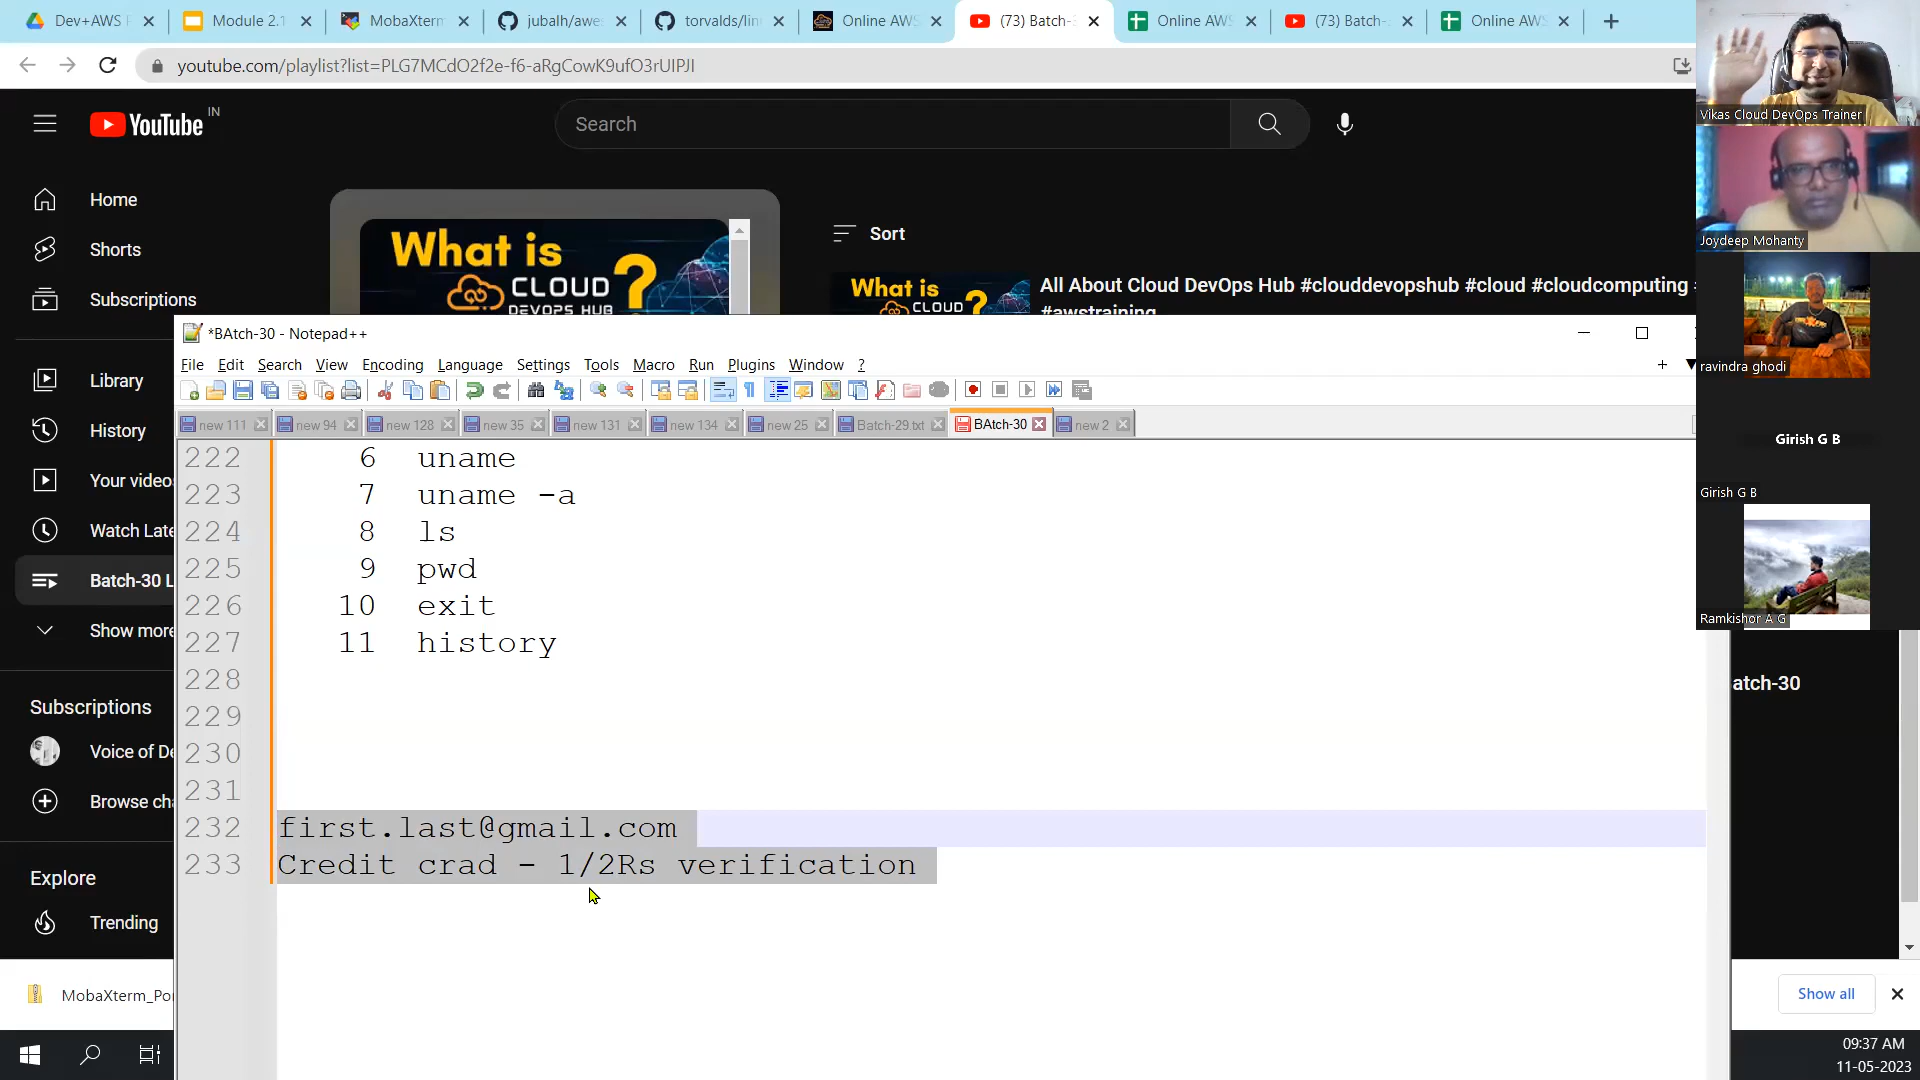 Dev+AWS
Module 2.1
MobaXterm
jubalh/awe
torvalds/lin
Online AWS
(73) Batch-
Online AWS
(73) Batch-
Online AWS
youtube.com/playlist?list=PLG7MCdO2f2e-f6-aRgCowK9ufO3rUIPJI
YouTube IN
Search
Home
Shorts
Subscriptions
Library
History
Your videos
Watch Late
Batch-30 L
Show more
Subscriptions
Voice of De
Browse cha
Explore
Trending
What is
CLOUD
DEVOPS HUB
?
Sort
What is
CLOUD
?
All About Cloud DevOps Hub #clouddevopshub #cloud #cloudcomputing
#awstraining
*BAtch-30 - Notepad++
File Edit Search View Encoding Language Settings Tools Macro Run Plugins Window ?
new 111
new 94
new 128
new 35
new 131
new 134
new 25
Batch-29.txt
BAtch-30
new 2
222 6 uname
223 7 uname -a
224 8 ls
225 9 pwd
226 10 exit
227 11 history
228
229
230
231
232 first.last@gmail.com
233 Credit crad - 1/2Rs verification
Vikas Cloud DevOps Trainer
Joydeep Mohanty
ravindra ghodi
Girish G B
Girish G B
Ramkishor A G
atch-30
MobaXterm_Po
Show all
09:37 AM
11-05-2023